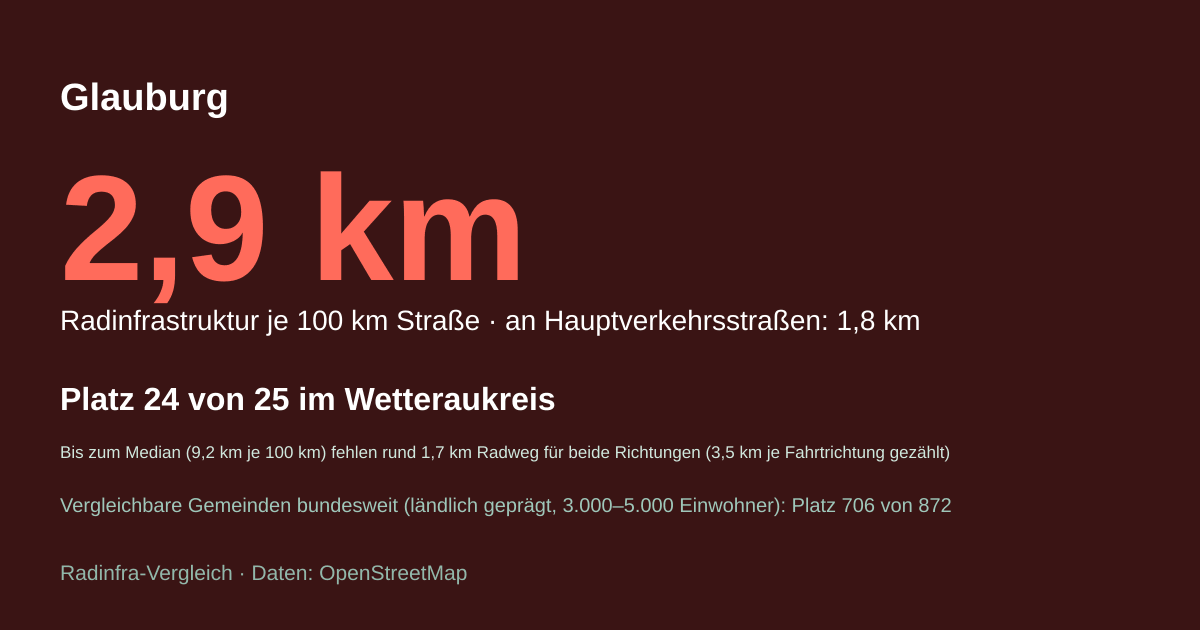 Glauburg
2,9 km
Radinfrastruktur je 100 km Straße · an Hauptverkehrsstraßen: 1,8 km
Platz 24 von 25 im Wetteraukreis
Bis zum Median (9,2 km je 100 km) fehlen rund 1,7 km Radweg für beide Richtungen (3,5 km je Fahrtrichtung gezählt)
Vergleichbare Gemeinden bundesweit (ländlich geprägt, 3.000–5.000 Einwohner): Platz 706 von 872
Radinfra-Vergleich · Daten: OpenStreetMap